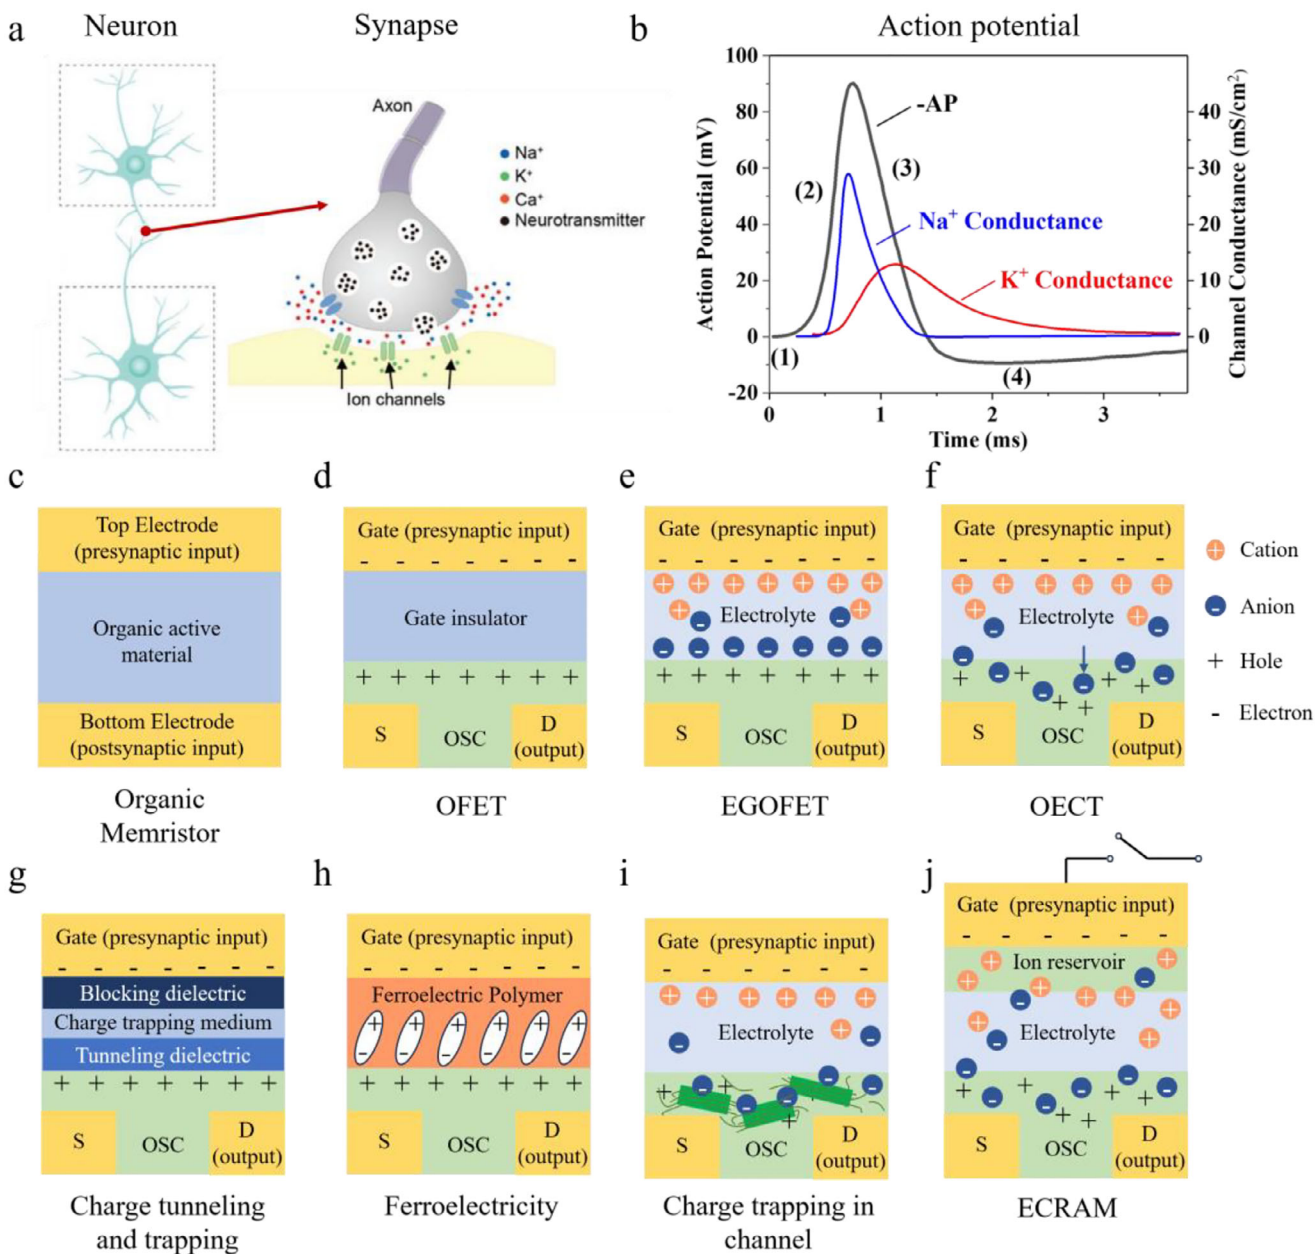 a
Neuron
Synapse
Axon
Na⁺
K⁺
Ca⁺
Neurotransmitter
Ion channels
b
Action potential
100
80
60
40
20
0
-20
Action Potential (mV)
0
1
2
3
Time (ms)
40
30
20
10
0
Channel Conductance (mS/cm²)
-AP
(1)
(2)
(3)
(4)
Na⁺ Conductance
K⁺ Conductance
c
Top Electrode
(presynaptic input)
Organic active
material
Bottom Electrode
(postsynaptic input)
Organic
Memristor
d
Gate (presynaptic input)
- - - - - - -
Gate insulator
+ + + + + + +
S
OSC
D
(output)
OFET
e
Gate (presynaptic input)
- - - - - - -
Electrolyte
+ + + + + + +
S
OSC
D
(output)
EGOFET
f
Gate (presynaptic input)
- - - - - -
Electrolyte
S
OSC
D
(output)
OECT
+ Cation
- Anion
+ Hole
- Electron
g
Gate (presynaptic input)
- - - - - - -
Blocking dielectric
Charge trapping medium
Tunneling dielectric
+ + + + + + +
S
OSC
D
(output)
Charge tunneling
and trapping
h
Gate (presynaptic input)
- - - - - - -
Ferroelectric Polymer
+ + + + + + +
S
OSC
D
(output)
Ferroelectricity
i
Gate (presynaptic input)
- - - - - -
Electrolyte
S
OSC
D
(output)
Charge trapping in
channel
j
Gate (presynaptic input)
- - - - - -
Ion reservoir
Electrolyte
S
OSC
D
(output)
ECRAM